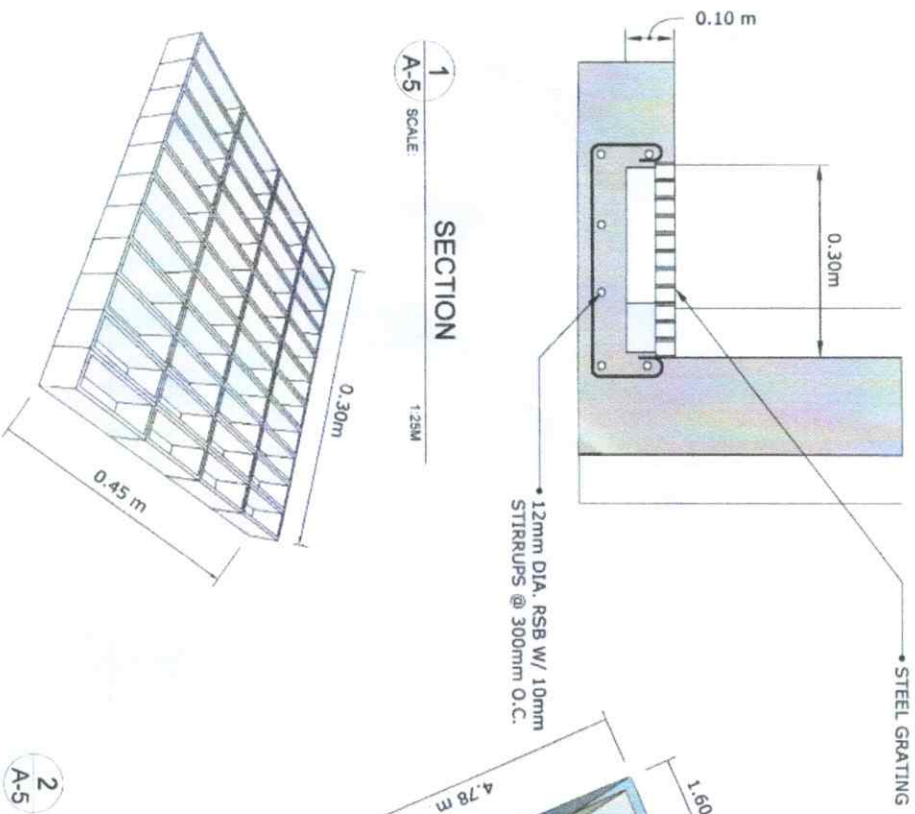 0.10 m
0.30m
STEEL GRATING
12mm DIA. RSB W/ 10mm
STIRRUPS @ 300mm O.C.
1
A-5
SCALE:
SECTION
1:25M
0.30m
0.45 m
4.78 m
1.60
2
A-5